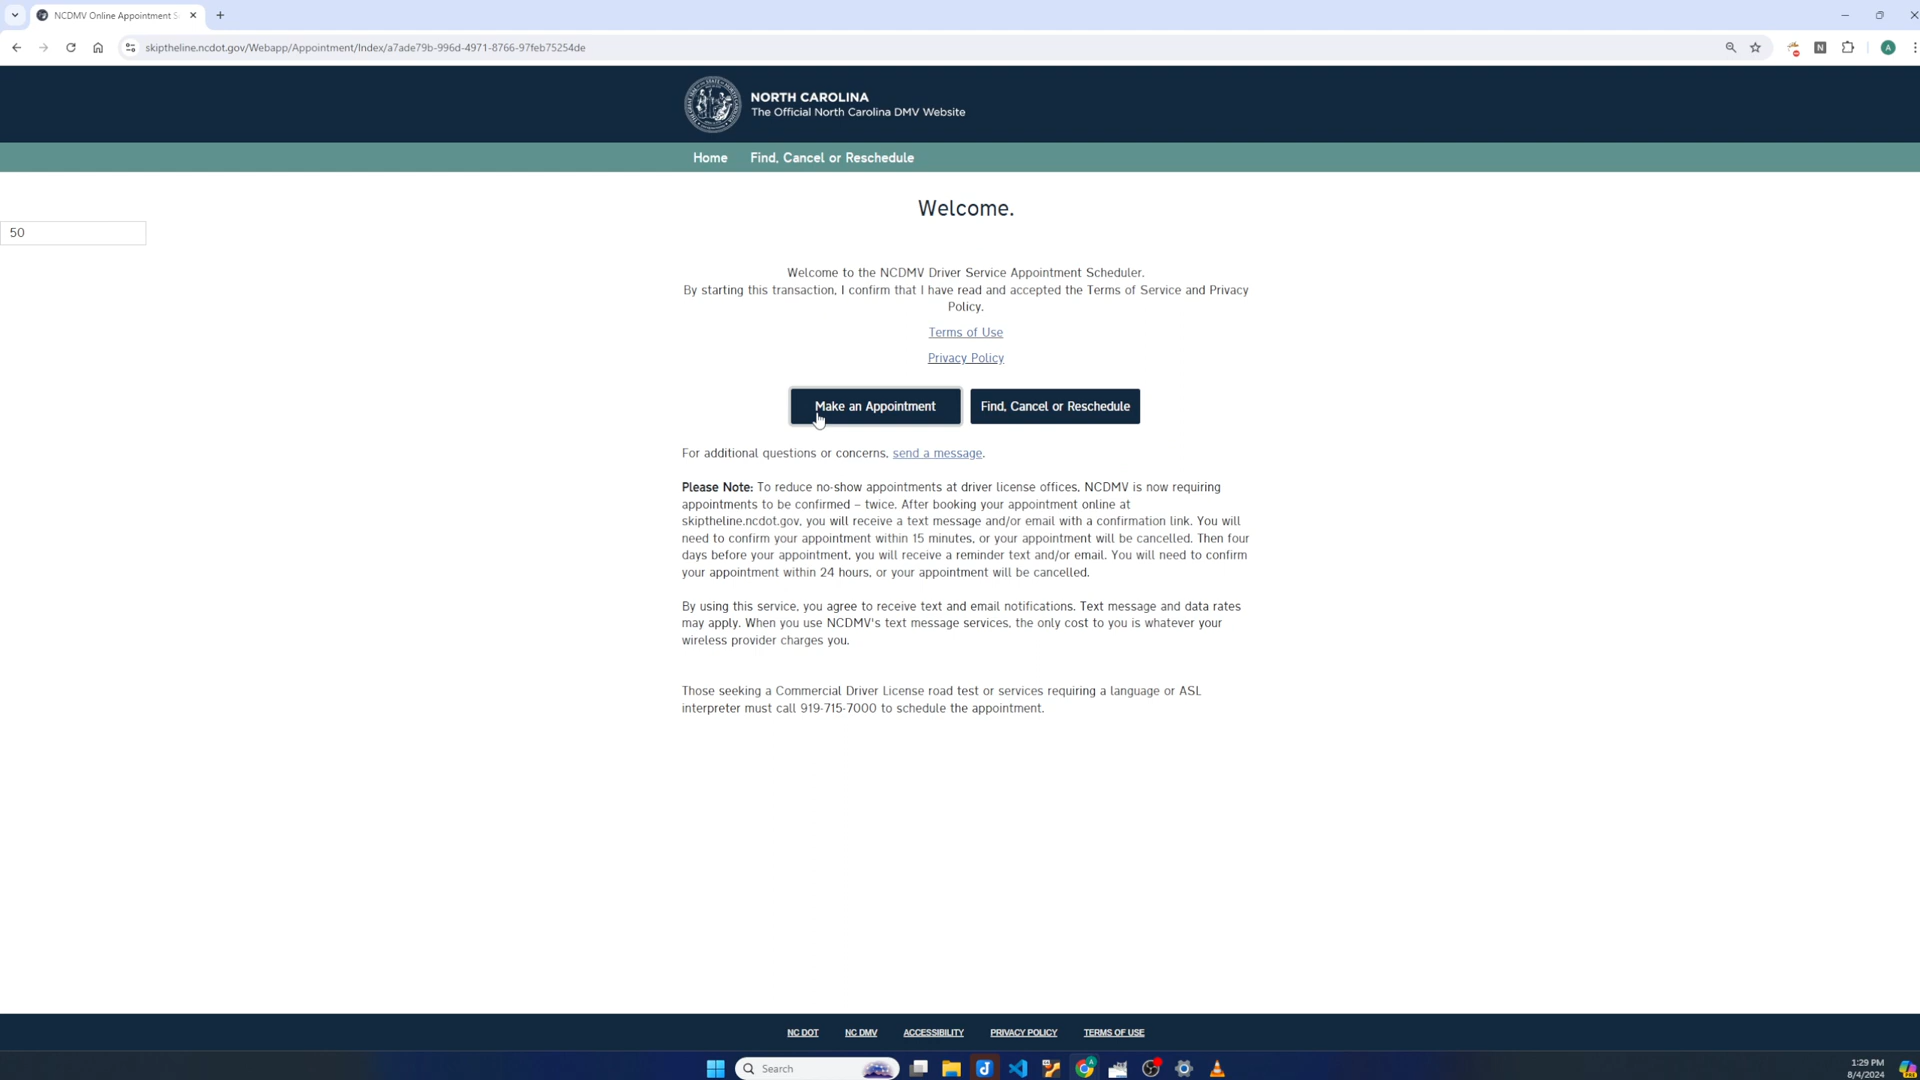 NCDMV Online Appointment S
skiptheline.ncdot.gov/Webapp/Appointment/Index/a7ade79b-996d-4971-8766-97feb75254de
N
A
NORTH CAROLINA
The Official North Carolina DMV Website
Home Find, Cancel or Reschedule
Welcome.
50
Welcome to the NCDMV Driver Service Appointment Scheduler.
By starting this transaction, I confirm that I have read and accepted the Terms of Service and Privacy
Policy.
Terms of Use
Privacy Policy
Make an Appointment Find, Cancel or Reschedule
For additional questions or concerns, send a message.
Please Note: To reduce no-show appointments at driver license offices, NCDMV is now requiring
appointments to be confirmed – twice. After booking your appointment online at
skiptheline.ncdot.gov, you will receive a text message and/or email with a confirmation link. You will
need to confirm your appointment within 15 minutes, or your appointment will be cancelled. Then four
days before your appointment, you will receive a reminder text and/or email. You will need to confirm
your appointment within 24 hours, or your appointment will be cancelled.
By using this service, you agree to receive text and email notifications. Text message and data rates
may apply. When you use NCDMV's text message services, the only cost to you is whatever your
wireless provider charges you.
Those seeking a Commercial Driver License road test or services requiring a language or ASL
interpreter must call 919-715-7000 to schedule the appointment.
NC DOT NC DMV ACCESSIBILITY PRIVACY POLICY TERMS OF USE
Search
1:29 PM
8/4/2024